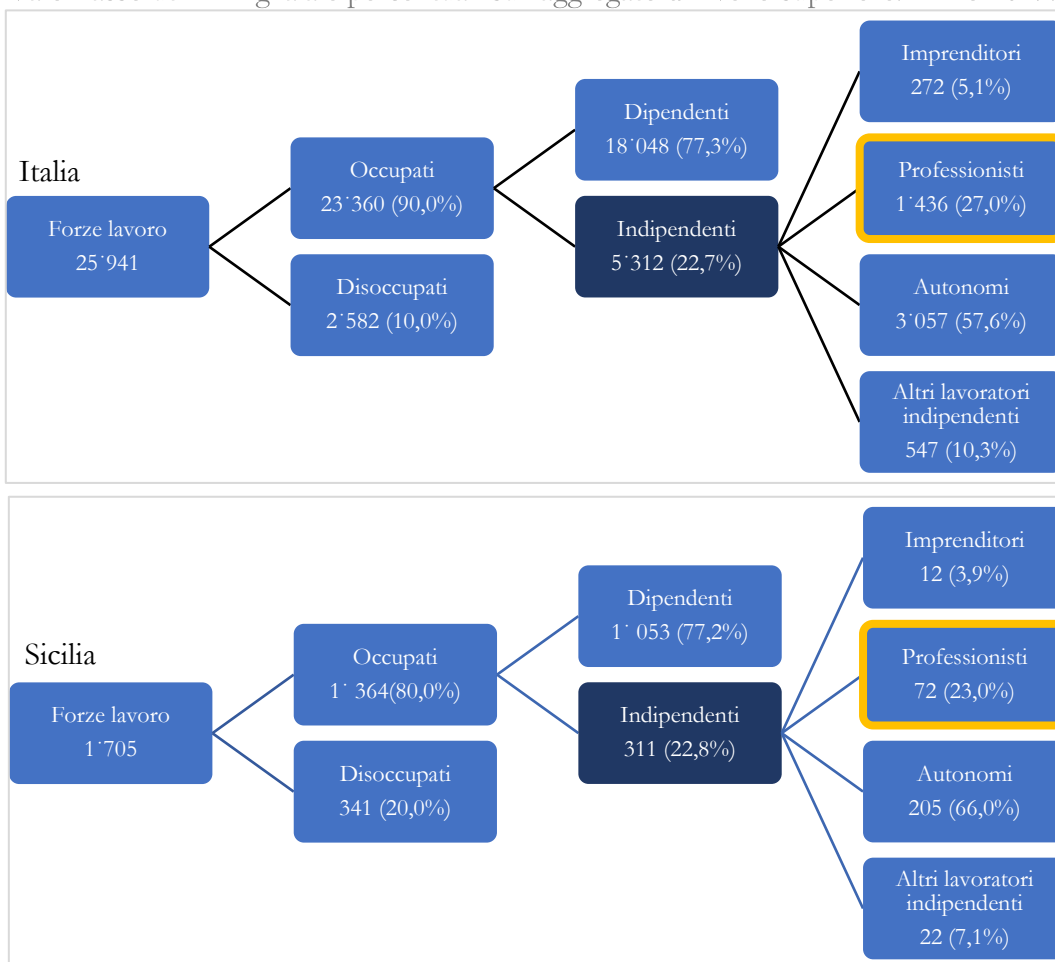 Italia
Forze lavoro
25˙941
Occupati
23˙360 (90,0%)
Disoccupati
2˙582 (10,0%)
Dipendenti
18˙048 (77,3%)
Indipendenti
5˙312 (22,7%)
Imprenditori
272 (5,1%)
Professionisti
1˙436 (27,0%)
Autonomi
3˙057 (57,6%)
Altri lavoratori
indipendenti
547 (10,3%)
Sicilia
Forze lavoro
1˙705
Occupati
1˙ 364(80,0%)
Disoccupati
341 (20,0%)
Dipendenti
1˙ 053 (77,2%)
Indipendenti
311 (22,8%)
Imprenditori
12 (3,9%)
Professionisti
72 (23,0%)
Autonomi
205 (66,0%)
Altri lavoratori
indipendenti
22 (7,1%)